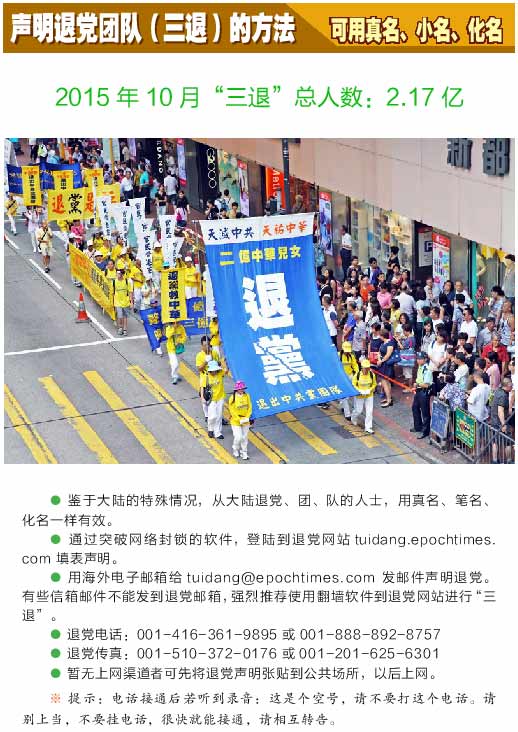 声明退党团队（三退）的方法
可用真名、小名、化名
2015 年 10 月“三退”总人数：2.17 亿
新都
天滅中共 天佑中華
二億中華兒女
退黨
退出中共黨團隊
退黨
● 鉴于大陆的特殊情况，从大陆退党、团、队的人士，用真名、笔名、
化名一样有效。
● 通过突破网络封锁的软件，登陆到退党网站 tuidang.epochtimes.
com 填表声明。
● 用海外电子邮箱给 tuidang@epochtimes.com 发邮件声明退党。
有些信箱邮件不能发到退党邮箱，强烈推荐使用翻墙软件到退党网站进行“三
退”。
● 退党电话：001-416-361-9895 或 001-888-892-8757
● 退党传真：001-510-372-0176 或 001-201-625-6301
● 暂无上网渠道者可先将退党声明张贴到公共场所，以后上网。
※ 提示：电话接通后若听到录音：这是个空号，请不要打这个电话。请
别上当，不要挂电话，很快就能接通，请相互转告。